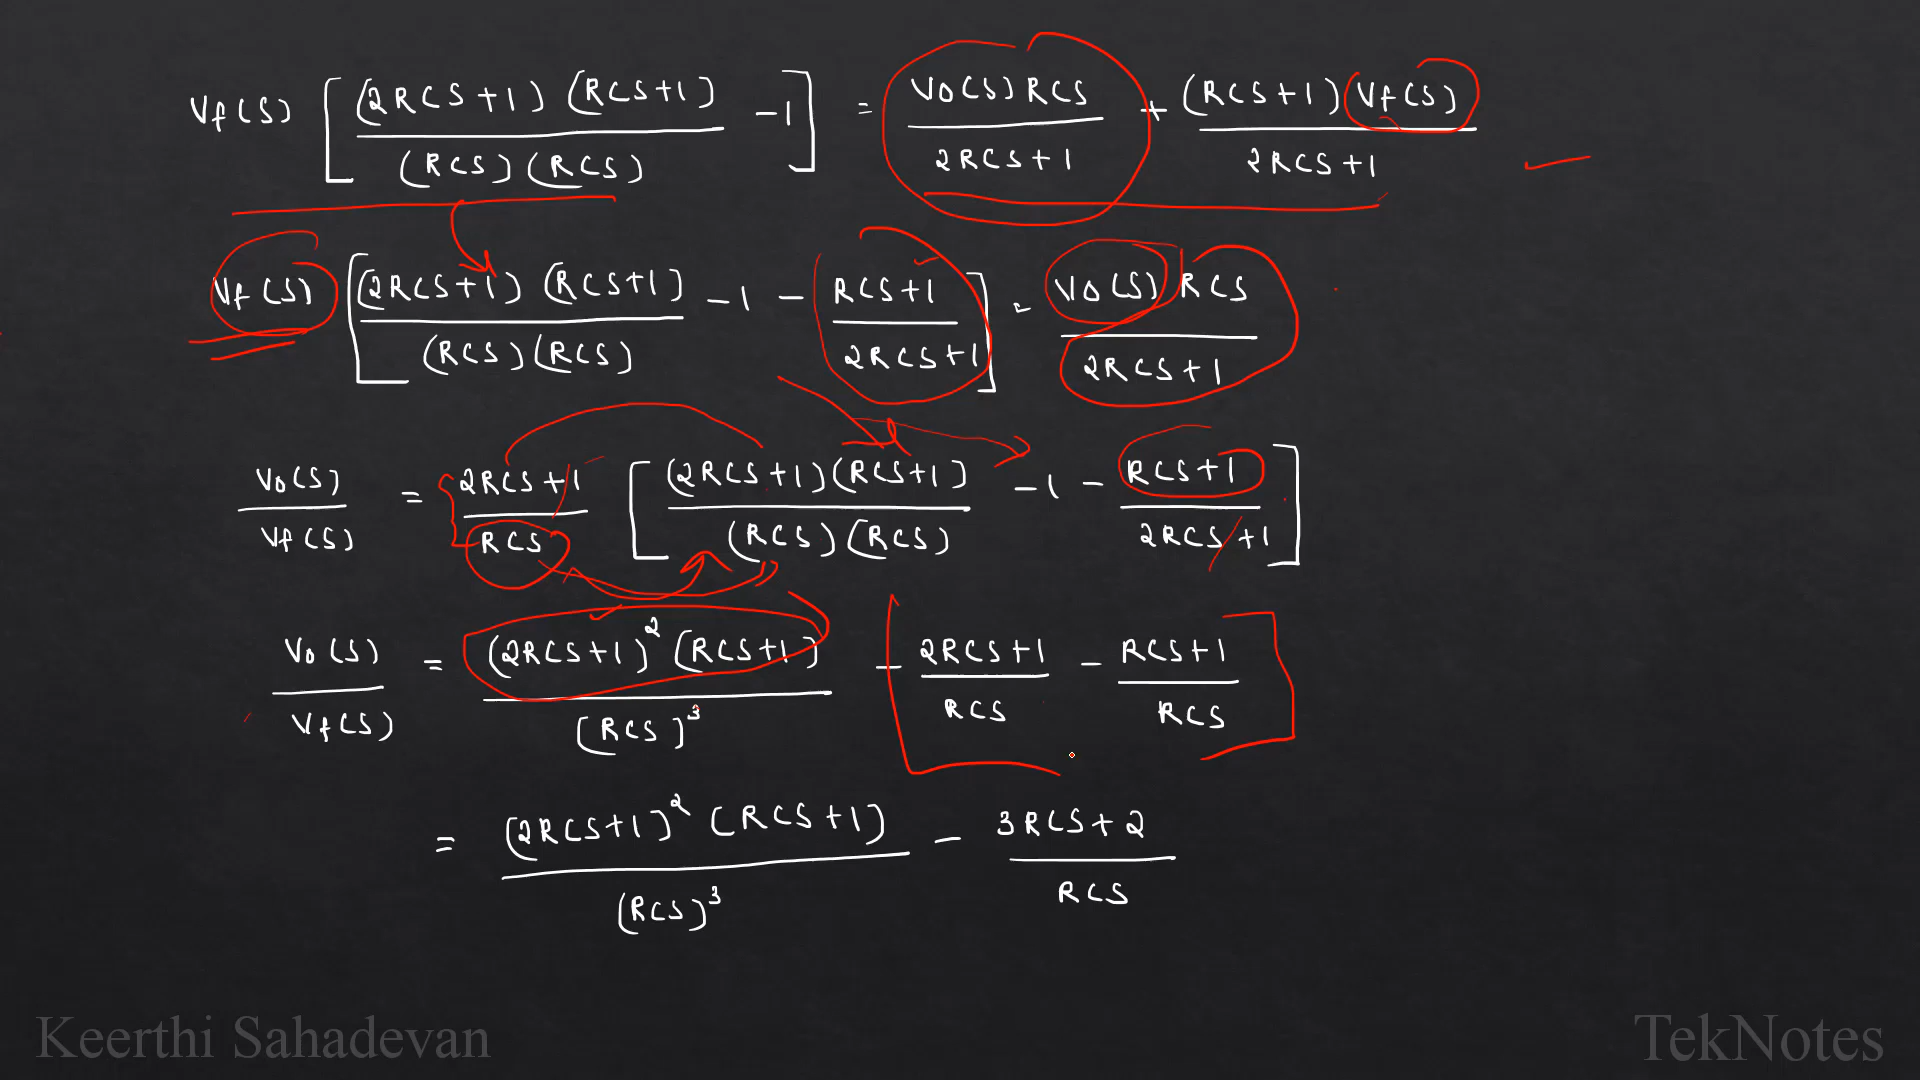 Vf(S) [ (2RCS+1)(RCS+1) / (RCS)(RCS) -1 ] = Vo(S)RCS / 2RCS+1 + (RCS+1)Vf(S) / 2RCS+1
Vf(S) [ (2RCS+1)(RCS+1) / (RCS)(RCS) -1 - RCS+1 / 2RCS+1 ] = Vo(S)RCS / 2RCS+1
Vo(S) / Vf(S) = 2RCS+1 / RCS [ (2RCS+1)(RCS+1) / (RCS)(RCS) -1 - RCS+1 / 2RCS+1 ]
Vo(S) / Vf(S) = (2RCS+1)² (RCS+1) / (RCS)³ - 2RCS+1 / RCS - RCS+1 / RCS
= (2RCS+1)² (RCS+1) / (RCS)³ - 3RCS+2 / RCS
Keerthi Sahadevan
TekNotes